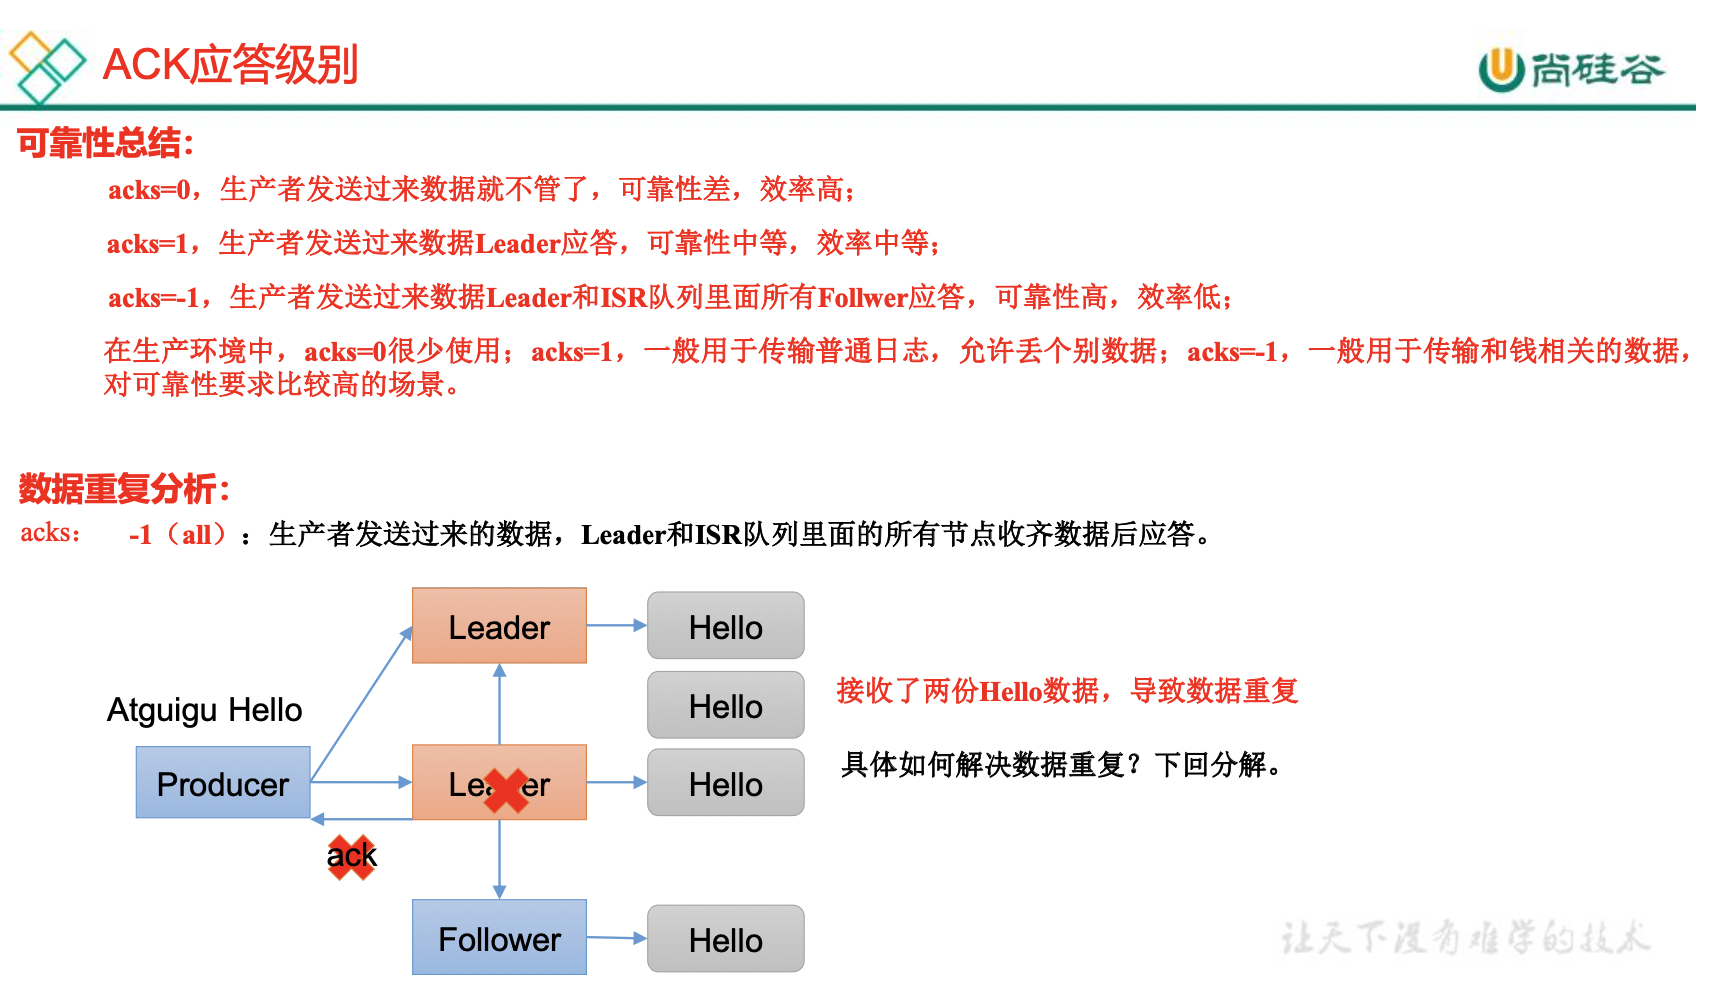 ACK应答级别
尚硅谷
可靠性总结：
acks=0，生产者发送过来数据就不管了，可靠性差，效率高；
acks=1，生产者发送过来数据Leader应答，可靠性中等，效率中等；
acks=-1，生产者发送过来数据Leader和ISR队列里面所有Follwer应答，可靠性高，效率低；
在生产环境中，acks=0很少使用；acks=1，一般用于传输普通日志，允许丢个别数据；acks=-1，一般用于传输和钱相关的数据，
对可靠性要求比较高的场景。
数据重复分析：
acks： -1（all）：生产者发送过来的数据，Leader和ISR队列里面的所有节点收齐数据后应答。
Leader
Hello
Hello
接收了两份Hello数据，导致数据重复
Atguigu Hello
Producer
Leader
Hello
具体如何解决数据重复？下回分解。
ack
Follower
Hello
让天下没有难学的技术